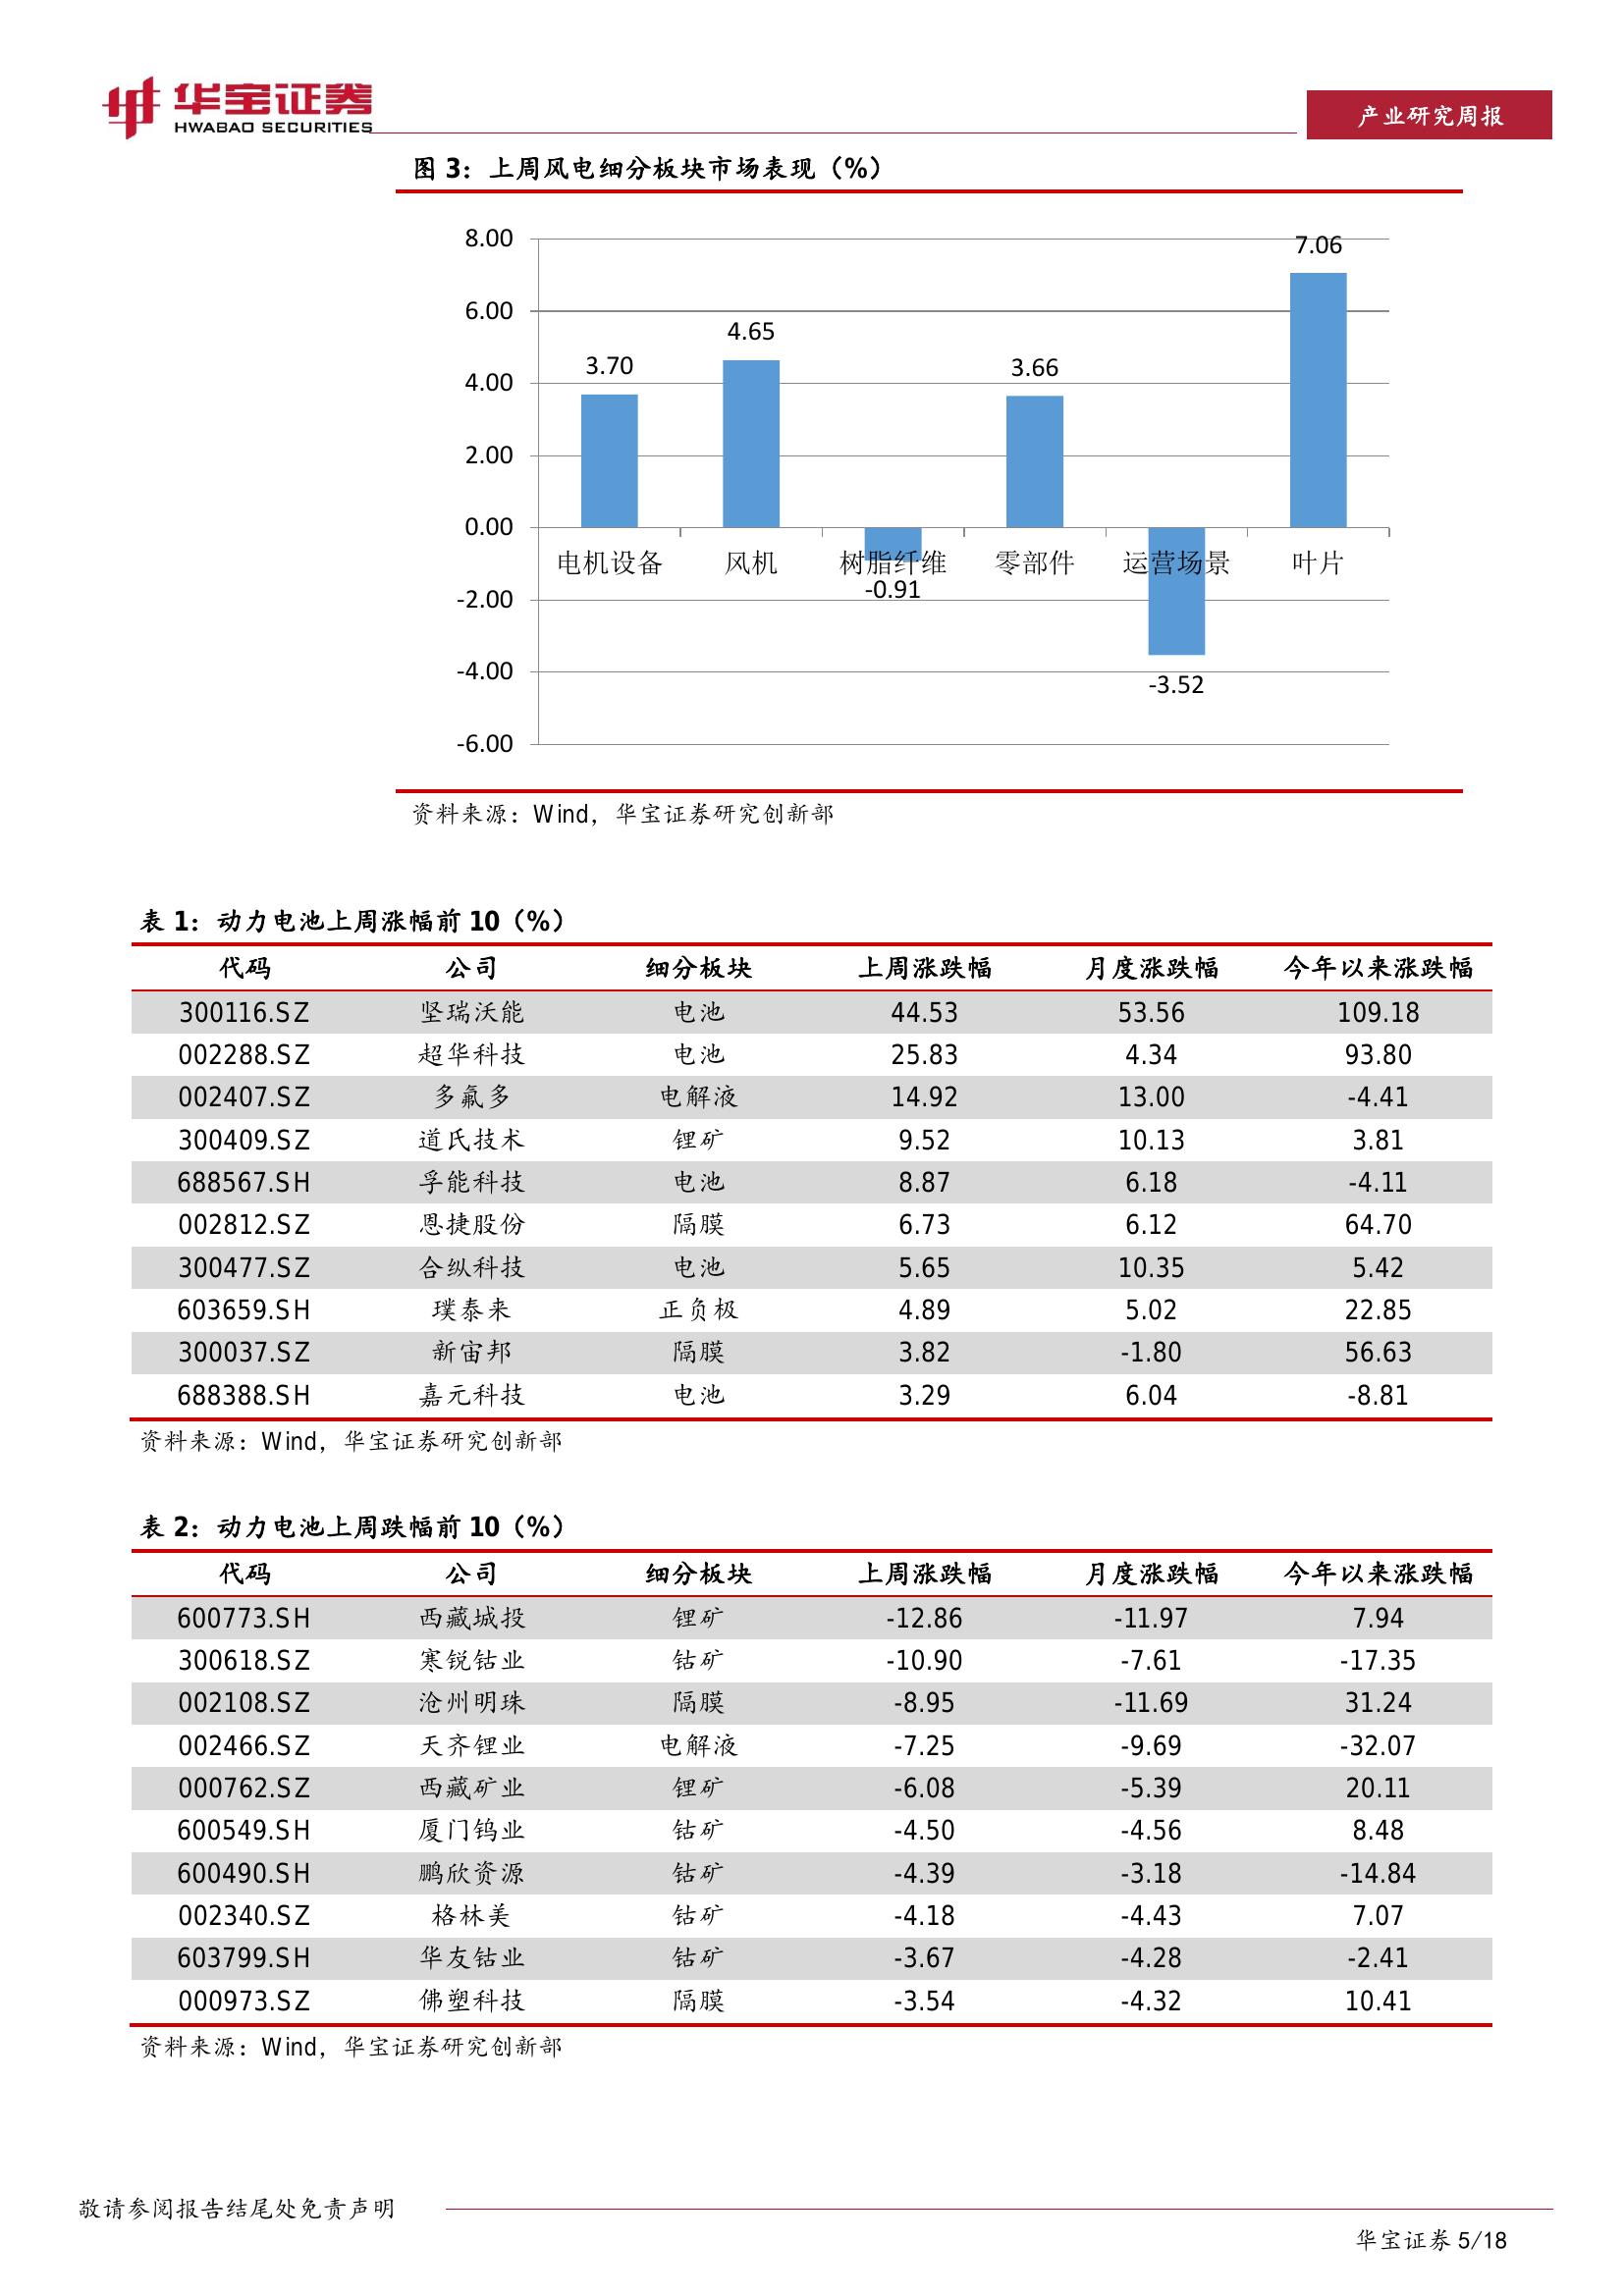 华宝证券
HWABAO SECURITIES
产业研究周报
图 3：上周风电细分板块市场表现（%）
8.00
6.00
4.00
2.00
0.00
-2.00
-4.00
-6.00
3.70
4.65
-0.91
3.66
-3.52
7.06
电机设备 风机 树脂纤维 零部件 运营场景 叶片
资料来源：Wind，华宝证券研究创新部
表 1：动力电池上周涨幅前 10（%）
代码 公司 细分板块 上周涨跌幅 月度涨跌幅 今年以来涨跌幅
300116.SZ 坚瑞沃能 电池 44.53 53.56 109.18
002288.SZ 超华科技 电池 25.83 4.34 93.80
002407.SZ 多氟多 电解液 14.92 13.00 -4.41
300409.SZ 道氏技术 锂矿 9.52 10.13 3.81
688567.SH 孚能科技 电池 8.87 6.18 -4.11
002812.SZ 恩捷股份 隔膜 6.73 6.12 64.70
300477.SZ 合纵科技 电池 5.65 10.35 5.42
603659.SH 璞泰来 正负极 4.89 5.02 22.85
300037.SZ 新宙邦 隔膜 3.82 -1.80 56.63
688388.SH 嘉元科技 电池 3.29 6.04 -8.81
资料来源：Wind，华宝证券研究创新部
表 2：动力电池上周跌幅前 10（%）
代码 公司 细分板块 上周涨跌幅 月度涨跌幅 今年以来涨跌幅
600773.SH 西藏城投 锂矿 -12.86 -11.97 7.94
300618.SZ 寒锐钴业 钴矿 -10.90 -7.61 -17.35
002108.SZ 沧州明珠 隔膜 -8.95 -11.69 31.24
002466.SZ 天齐锂业 电解液 -7.25 -9.69 -32.07
000762.SZ 西藏矿业 锂矿 -6.08 -5.39 20.11
600549.SH 厦门钨业 钴矿 -4.50 -4.56 8.48
600490.SH 鹏欣资源 钴矿 -4.39 -3.18 -14.84
002340.SZ 格林美 钴矿 -4.18 -4.43 7.07
603799.SH 华友钴业 钴矿 -3.67 -4.28 -2.41
000973.SZ 佛塑科技 隔膜 -3.54 -4.32 10.41
资料来源：Wind，华宝证券研究创新部
敬请参阅报告结尾处免责声明
华宝证券 5/18